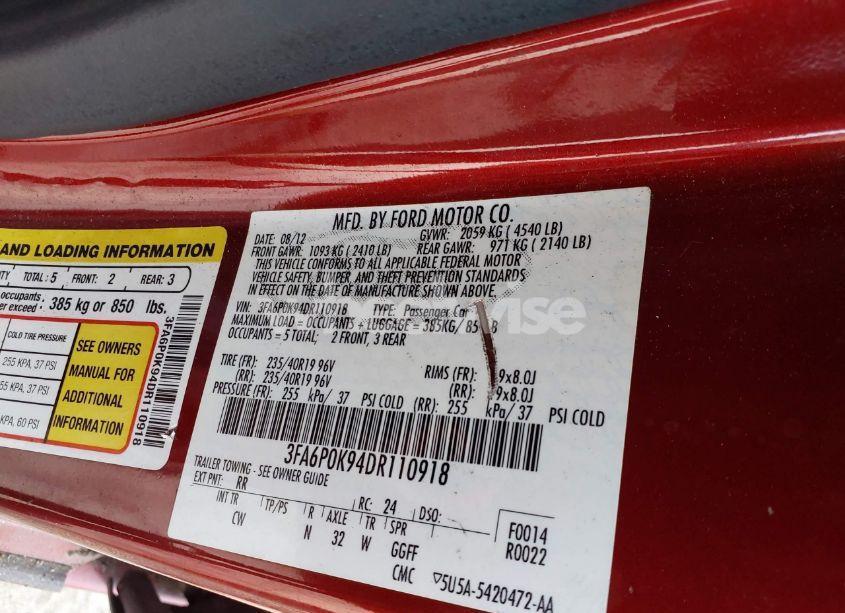 AND LOADING INFORMATION
TOTAL : 5 FRONT: 2 REAR: 3
occupants
exceed : 385 kg or 850 lbs.
COLD TIRE PRESSURE
255 KPA, 37 PSI
KPA, 37 PSI
KPA, 60 PSI
SEE OWNERS
MANUAL FOR
ADDITIONAL
INFORMATION
3FA6P0K94DR110918
MFD. BY FORD MOTOR CO.
DATE: 08/12 GVWR: 2059 KG ( 4540 LB)
FRONT GAWR: 1093 KG ( 2410 LB) REAR GAWR: 971 KG ( 2140 LB)
THIS VEHICLE CONFORMS TO ALL APPLICABLE FEDERAL MOTOR
VEHICLE SAFETY, BUMPER, AND THEFT PREVENTION STANDARDS
IN EFFECT ON THE DATE OF MANUFACTURE SHOWN ABOVE.
VIN: 3FA6P0K94DR110918 TYPE: Passenger Car
MAXIMUM LOAD = OCCUPANTS + LUGGAGE = 385KG/ 85 B
OCCUPANTS = 5 TOTAL; 2 FRONT, 3 REAR
TIRE (FR): 235/40R19 96V RIMS (FR): 9x8.0J
(RR): 235/40R19 96V (RR): 9x8.0J
PRESSURE (FR): 255 kPa/ 37 PSI COLD (RR): 255 kPa/ 37 PSI COLD
3FA6P0K94DR110918
TRAILER TOWING - SEE OWNER GUIDE
EXT PNT: RR RC: 24 DSO:
INT TR TP/PS R AXLE TR SPR F0014
CW N 32 W GGFF R0022
CMC ▽5U5A-5420472-AA